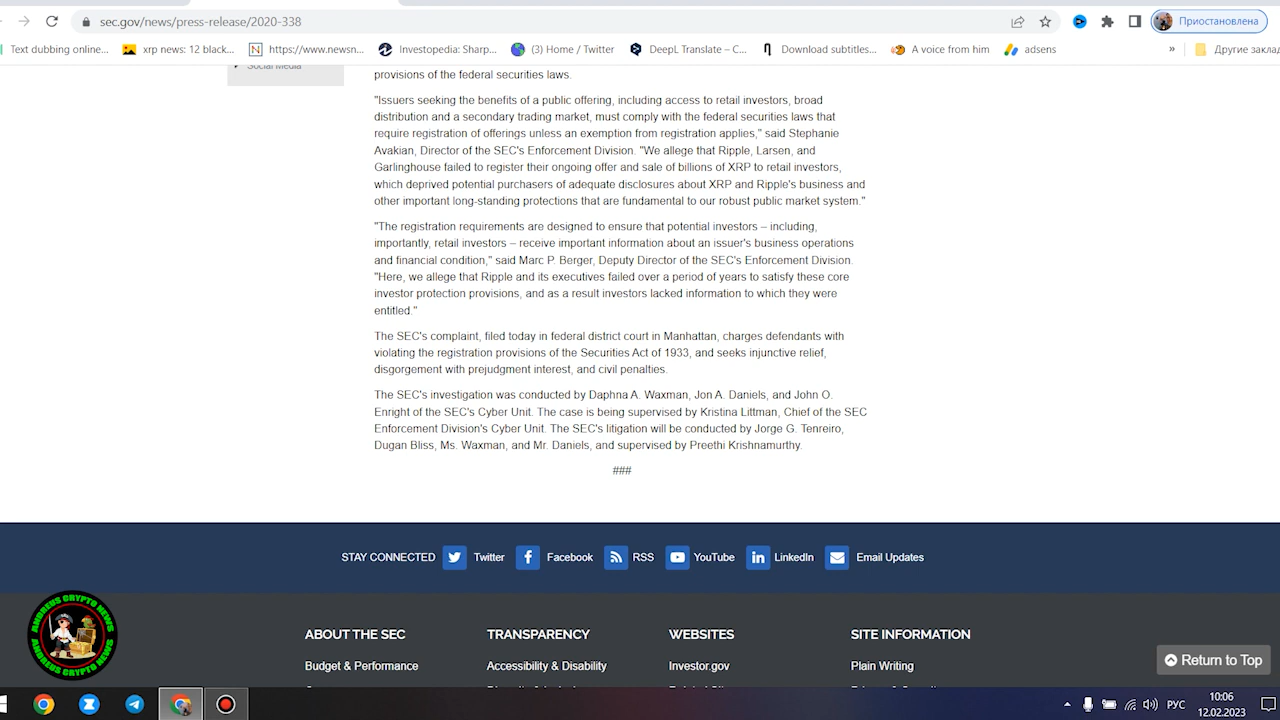 sec.gov/news/press-release/2020-338
Приостановлена
Text dubbing online...
xrp news: 12 black...
https://www.newsn...
Investopedia: Sharp...
(3) Home / Twitter
DeepL Translate – C...
Download subtitles...
A voice from him
adsens
»
Другие заклад
Social Media
provisions of the federal securities laws.
"Issuers seeking the benefits of a public offering, including access to retail investors, broad
distribution and a secondary trading market, must comply with the federal securities laws that
require registration of offerings unless an exemption from registration applies," said Stephanie
Avakian, Director of the SEC's Enforcement Division. "We allege that Ripple, Larsen, and
Garlinghouse failed to register their ongoing offer and sale of billions of XRP to retail investors,
which deprived potential purchasers of adequate disclosures about XRP and Ripple's business and
other important long-standing protections that are fundamental to our robust public market system."
"The registration requirements are designed to ensure that potential investors – including,
importantly, retail investors – receive important information about an issuer's business operations
and financial condition," said Marc P. Berger, Deputy Director of the SEC's Enforcement Division.
"Here, we allege that Ripple and its executives failed over a period of years to satisfy these core
investor protection provisions, and as a result investors lacked information to which they were
entitled."
The SEC's complaint, filed today in federal district court in Manhattan, charges defendants with
violating the registration provisions of the Securities Act of 1933, and seeks injunctive relief,
disgorgement with prejudgment interest, and civil penalties.
The SEC's investigation was conducted by Daphna A. Waxman, Jon A. Daniels, and John O.
Enright of the SEC's Cyber Unit. The case is being supervised by Kristina Littman, Chief of the SEC
Enforcement Division's Cyber Unit. The SEC's litigation will be conducted by Jorge G. Tenreiro,
Dugan Bliss, Ms. Waxman, and Mr. Daniels, and supervised by Preethi Krishnamurthy.
###
STAY CONNECTED Twitter Facebook RSS YouTube LinkedIn Email Updates
ANDREUS CRYPTO NEWS
ANDREUS CRYPTO NEWS
ABOUT THE SEC
TRANSPARENCY
WEBSITES
SITE INFORMATION
Budget & Performance
Accessibility & Disability
Investor.gov
Plain Writing
Return to Top
РУС
10:06
12.02.2023